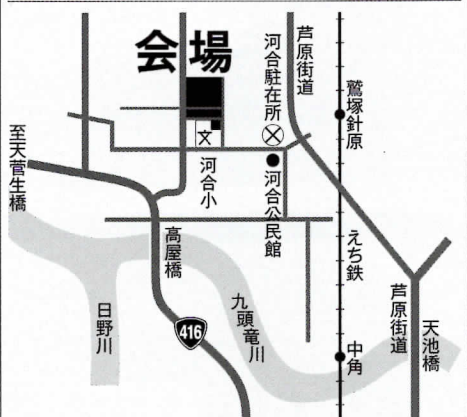 会場
芦原街道
河合駐在所
鷲塚針原
文
至天菅生橋
河合小
河合公民館
高屋橋
えち鉄
日野川
416
九頭竜川
芦原街道
天池橋
中角